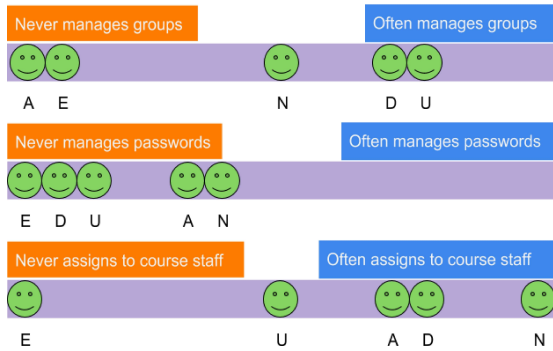 Never manages groups Often manages groups
A E N D U
Never manages passwords Often manages passwords
E D U A N
Never assigns to course staff Often assigns to course staff
E U A D N